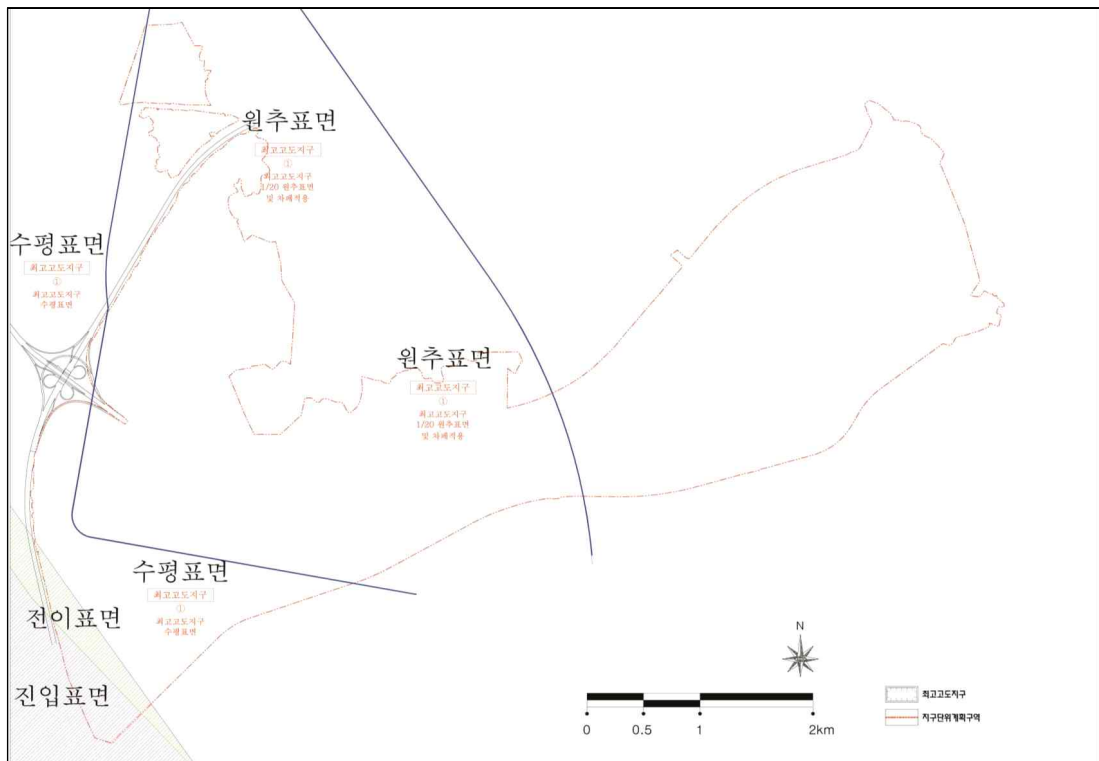 원추표면
최고고도지구
①
최고고도지구
1/20 원추표면
및 차폐적용
수평표면
최고고도지구
①
최고고도지구
수평표면
원추표면
최고고도지구
①
최고고도지구
1/20 원추표면
및 차폐적용
수평표면
최고고도지구
①
최고고도지구
수평표면
전이표면
진입표면
N
0 0.5 1 2km
최고고도지구
지구단위계획구역